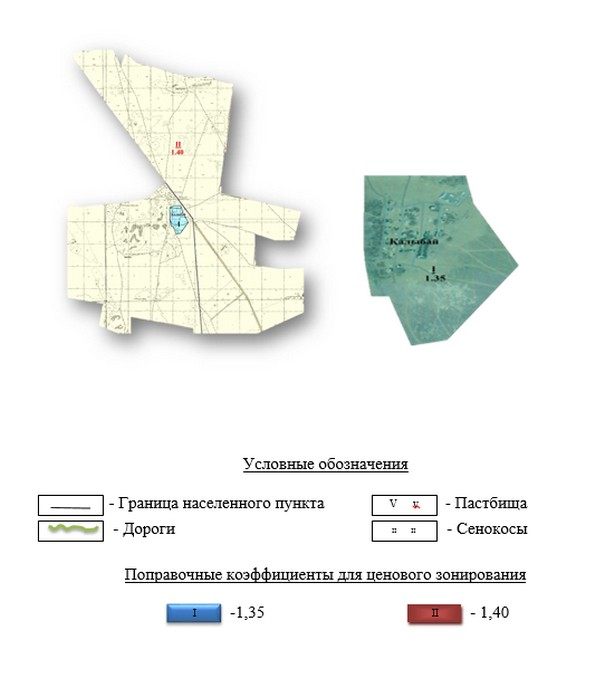 II
1.40
Калыбай
I
1.35
Условные обозначения
- Граница населенного пункта
V v - Пастбища
- Дороги
" " - Сенокосы
Поправочные коэффициенты для ценового зонирования
I -1,35
II - 1,40